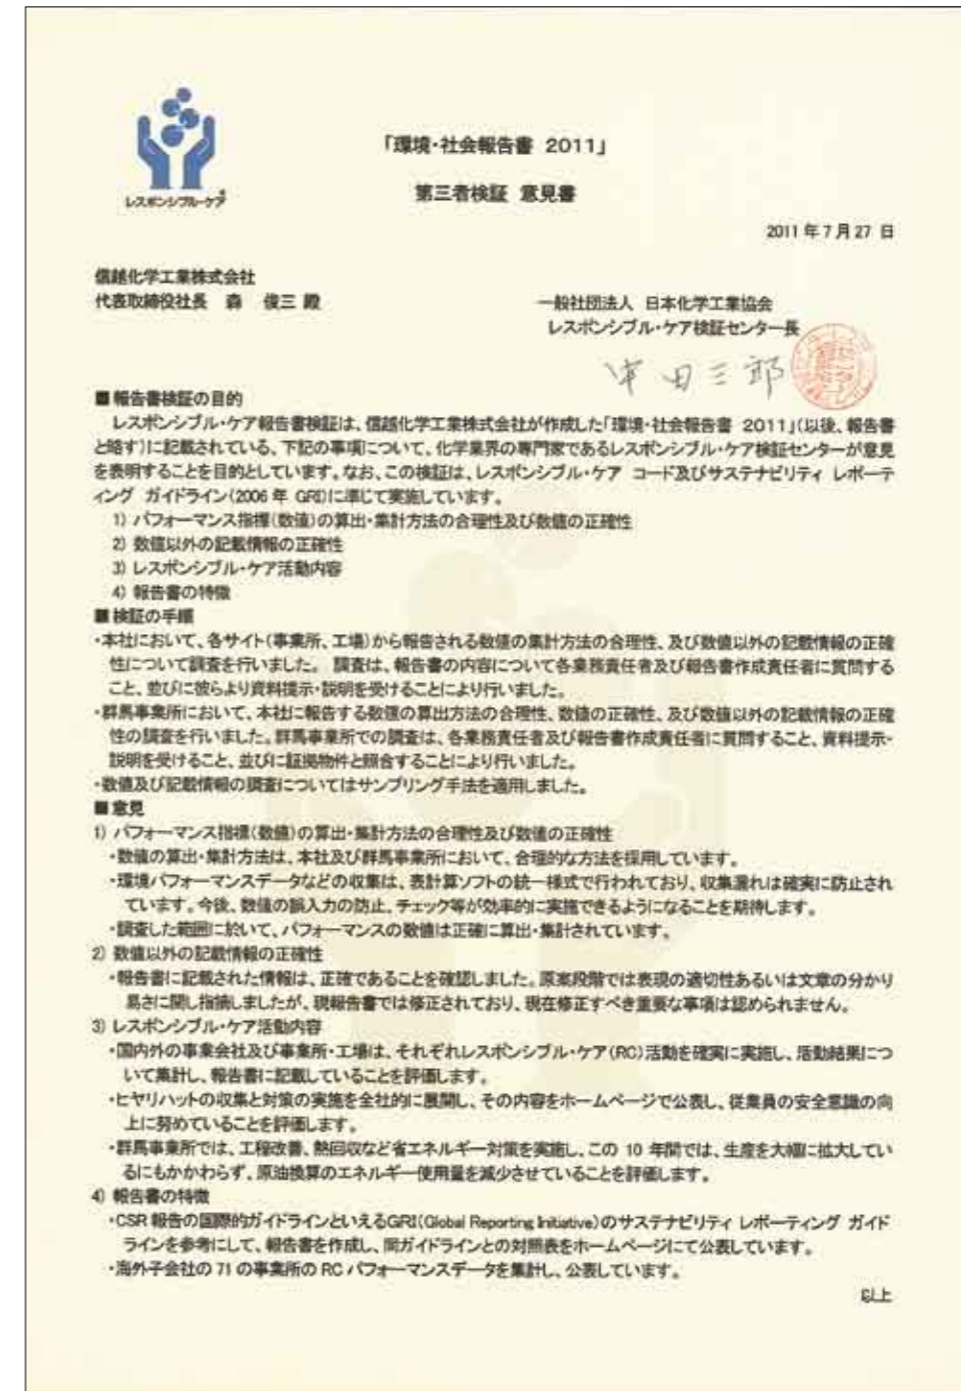 レスポンシブル・ケア
「環境・社会報告書 2011」
第三者検証 意見書
2011年7月27日
信越化学工業株式会社
代表取締役社長 森 俊三 殿
一般社団法人 日本化学工業協会
レスポンシブル・ケア検証センター長
田三郎
■報告書検証の目的
レスポンシブル・ケア報告書検証は、信越化学工業株式会社が作成した「環境・社会報告書 2011」(以後、報告書
と略す)に記載されている、下記の事項について、化学業界の専門家であるレスポンシブル・ケア検証センターが意見
を表明することを目的としています。なお、この検証は、レスポンシブル・ケア コード及びサステナビリティ レポーテ
ィング ガイドライン(2006年 GRI)に準じて実施しています。
1) パフォーマンス指標(数値)の算出・集計方法の合理性及び数値の正確性
2) 数値以外の記載情報の正確性
3) レスポンシブル・ケア活動内容
4) 報告書の特徴
■検証の手順
・本社において、各サイト(事業所、工場)から報告される数値の集計方法の合理性、及び数値以外の記載情報の正確
性について調査を行いました。 調査は、報告書の内容について各業務責任者及び報告書作成責任者に質問する
こと、並びに彼らより資料提示・説明を受けることにより行いました。
・群馬事業所において、本社に報告する数値の算出方法の合理性、数値の正確性、及び数値以外の記載情報の正確
性の調査を行いました。群馬事業所での調査は、各業務責任者及び報告書作成責任者に質問すること、資料提示・
説明を受けること、並びに証拠物件と照合することにより行いました。
・数値及び記載情報の調査についてはサンプリング手法を適用しました。
■意見
1) パフォーマンス指標(数値)の算出・集計方法の合理性及び数値の正確性
・数値の算出・集計方法は、本社及び群馬事業所において、合理的な方法を採用しています。
・環境パフォーマンスデータなどの収集は、表計算ソフトの統一様式で行われており、収集漏れは確実に防止され
ています。今後、数値の誤入力の防止、チェック等が効率的に実施できるようになることを期待します。
・調査した範囲に於いて、パフォーマンスの数値は正確に算出・集計されています。
2) 数値以外の記載情報の正確性
・報告書に記載された情報は、正確であることを確認しました。原案段階では表現の適切性あるいは文章の分かり
易さに関し指摘しましたが、現報告書では修正されており、現在修正すべき重要な事項は認められません。
3) レスポンシブル・ケア活動内容
・国内外の事業会社及び事業所・工場は、それぞれレスポンシブル・ケア(RC)活動を確実に実施し、活動結果につ
いて集計し、報告書に記載していることを評価します。
・ヒヤリハットの収集と対策の実施を全社的に展開し、その内容をホームページで公表し、従業員の安全意識の向
上に努めていることを評価します。
・群馬事業所では、工程改善、熱回収など省エネルギー対策を実施し、この 10 年間では、生産を大幅に拡大してい
るにもかかわらず、原油換算のエネルギー使用量を減少させていることを評価します。
4) 報告書の特徴
・CSR 報告の国際的ガイドラインといえるGRI(Global Reporting Initiative)のサステナビリティ レポーティング ガイド
ラインを参考にして、報告書を作成し、同ガイドラインとの対照表をホームページにて公表しています。
・海外子会社の 71 の事業所の RC パフォーマンスデータを集計し、公表しています。
以上